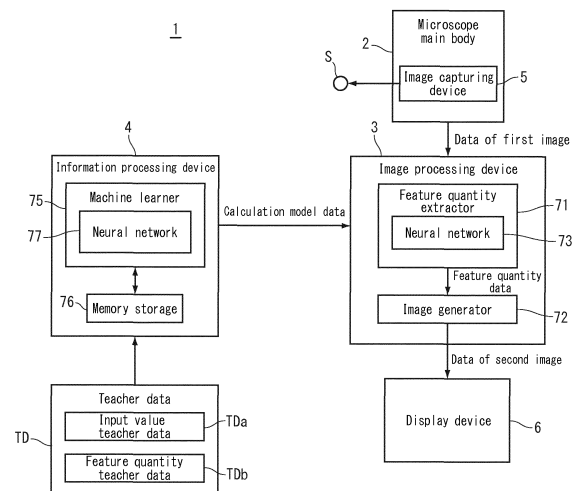 1
Microscope
main body
2
S
Image capturing
device
5
4
3
Data of first image
Information processing device
Image processing device
75
Machine learner
77
Neural network
Calculation model data
Feature quantity
extractor
71
Neural network
73
76
Memory storage
Feature quantity
data
Image generator
72
Data of second image
Teacher data
TD
Input value
teacher data
TDa
Feature quantity
teacher data
TDb
Display device
6